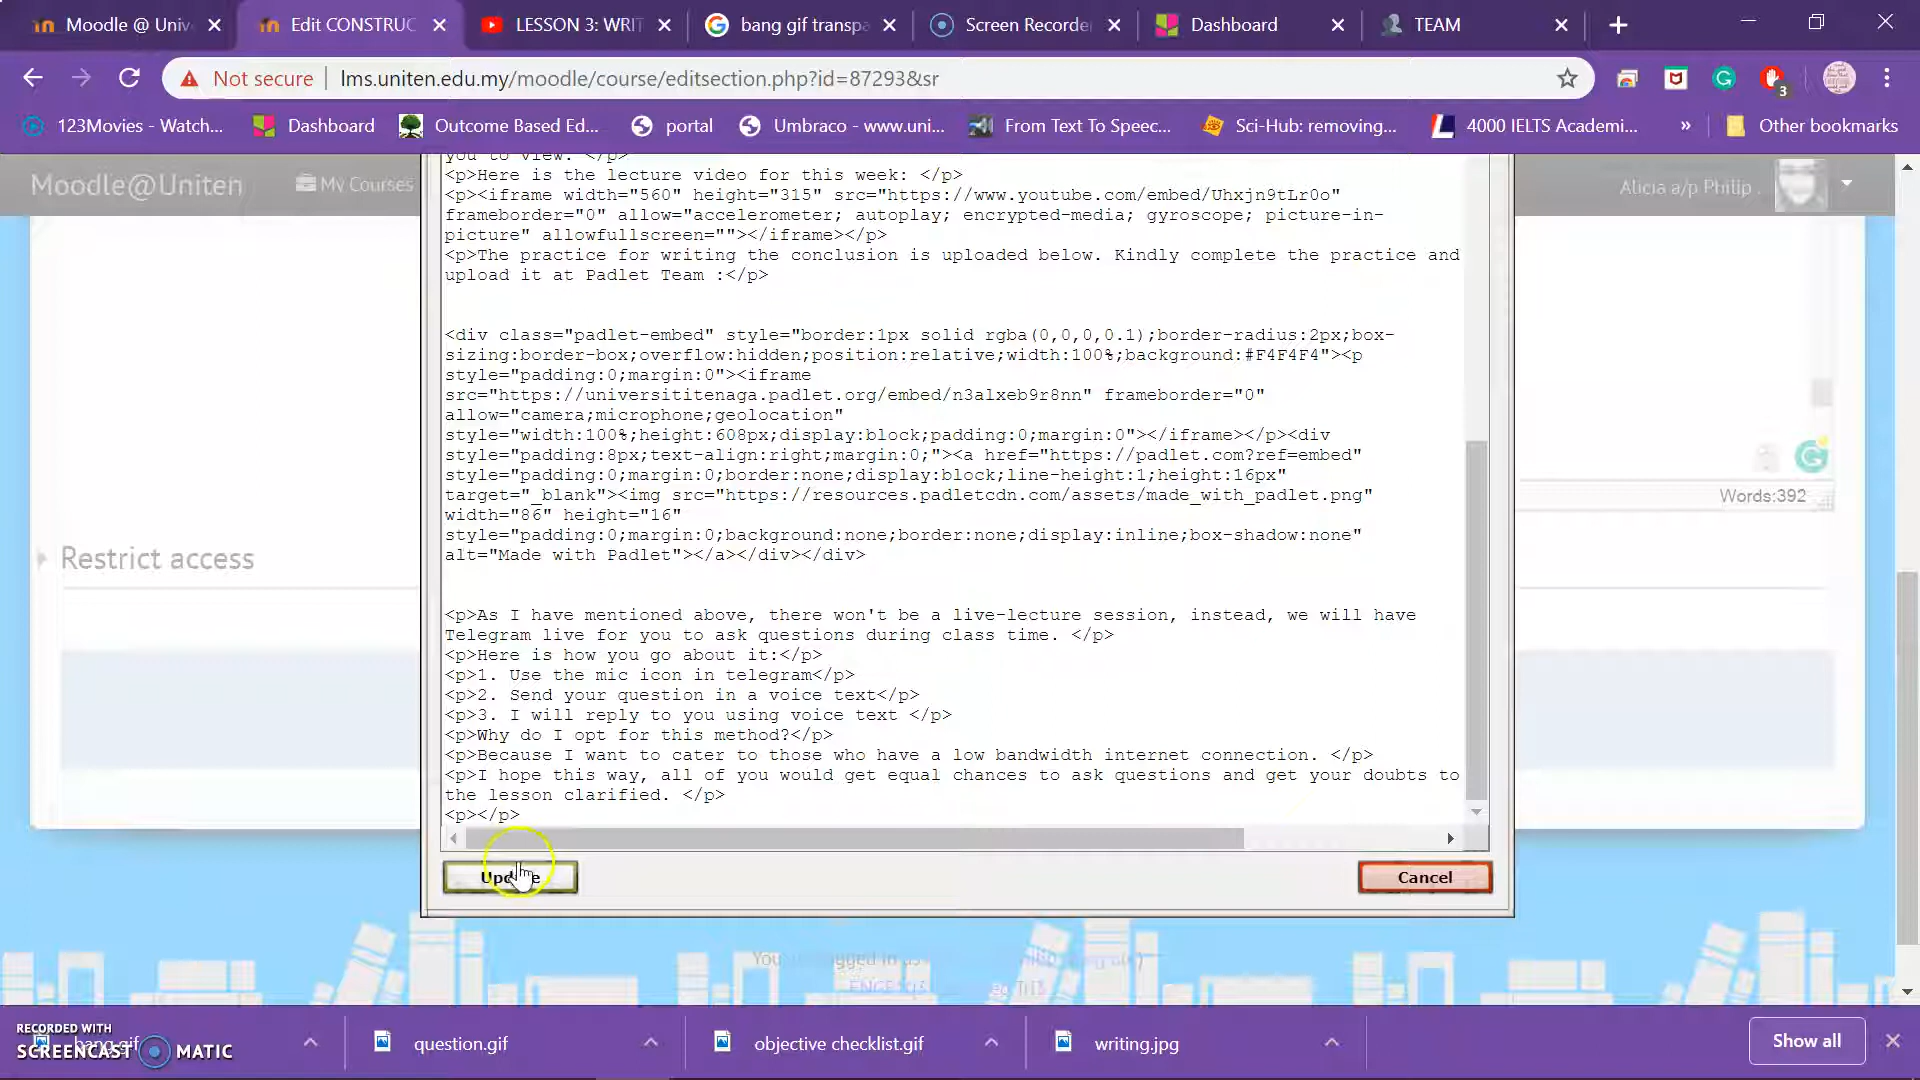 Moodle @ Univ
Edit CONSTRUC
LESSON 3: WRIT
bang gif transpa
Screen Recorde
Dashboard
TEAM
Not secure
lms.uniten.edu.my/moodle/course/editsection.php?id=87293&sr
3
123Movies - Watch...
Dashboard
Outcome Based Ed...
portal
Umbraco - www.uni...
From Text To Speec...
Sci-Hub: removing...
4000 IELTS Academi...
»
Other bookmarks
Moodle@Uniten
My Courses
Alicia a/p Philip .
you to view. </p>
<p>Here is the lecture video for this week: </p>
<p><iframe width="560" height="315" src="https://www.youtube.com/embed/Uhxjn9tLr0o"
frameborder="0" allow="accelerometer; autoplay; encrypted-media; gyroscope; picture-in-
picture" allowfullscreen=""></iframe></p>
<p>The practice for writing the conclusion is uploaded below. Kindly complete the practice and
upload it at Padlet Team :</p>
<div class="padlet-embed" style="border:1px solid rgba(0,0,0,0.1);border-radius:2px;box-
sizing:border-box;overflow:hidden;position:relative;width:100%;background:#F4F4F4"><p
style="padding:0;margin:0"><iframe
src="https://universititenaga.padlet.org/embed/n3alxeb9r8nn" frameborder="0"
allow="camera;microphone;geolocation"
style="width:100%;height:608px;display:block;padding:0;margin:0"></iframe></p><div
style="padding:8px;text-align:right;margin:0;"><a href="https://padlet.com?ref=embed"
style="padding:0;margin:0;border:none;display:block;line-height:1;height:16px"
target="_blank"><img src="https://resources.padletcdn.com/assets/made_with_padlet.png"
width="86" height="16"
style="padding:0;margin:0;background:none;border:none;display:inline;box-shadow:none"
alt="Made with Padlet"></a></div></div>
<p>As I have mentioned above, there won't be a live-lecture session, instead, we will have
Telegram live for you to ask questions during class time. </p>
<p>Here is how you go about it:</p>
<p>1. Use the mic icon in telegram</p>
<p>2. Send your question in a voice text</p>
<p>3. I will reply to you using voice text </p>
<p>Why do I opt for this method?</p>
<p>Because I want to cater to those who have a low bandwidth internet connection. </p>
<p>I hope this way, all of you would get equal chances to ask questions and get your doubts to
the lesson clarified. </p>
<p></p>
Words:392
Restrict access
Update
Cancel
RECORDED WITH
SCREENCAST MATIC
bang.gif
question.gif
objective checklist.gif
writing.jpg
Show all